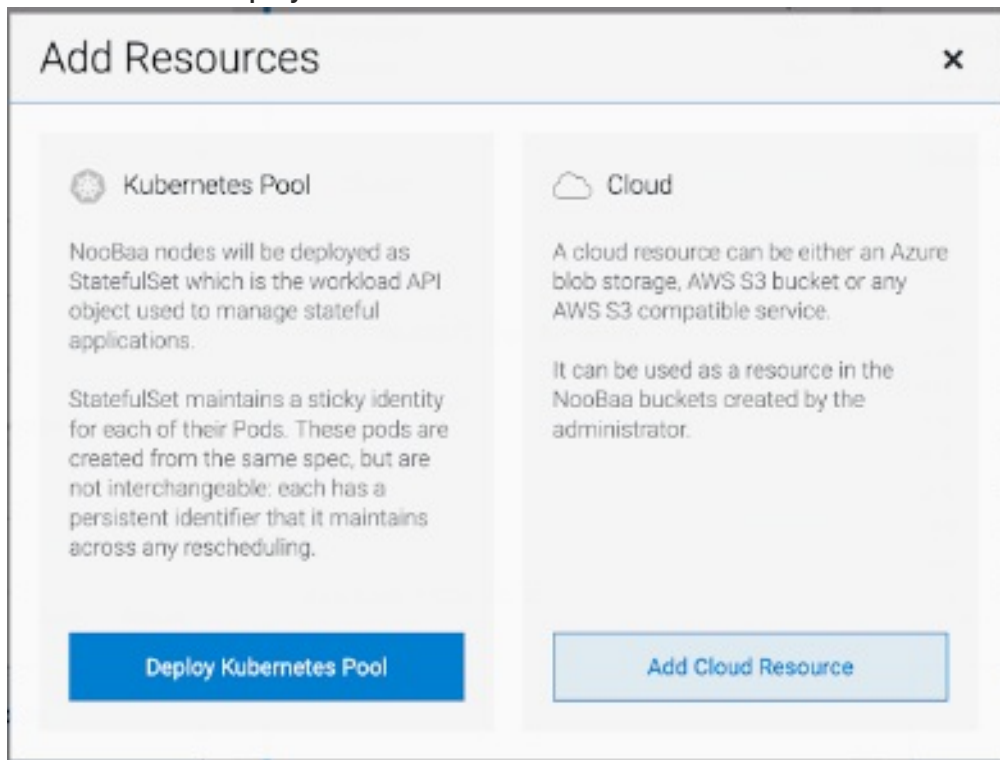 Add Resources
Kubernetes Pool
NooBaa nodes will be deployed as
StatefulSet which is the workload API
object used to manage stateful
applications.
StatefulSet maintains a sticky identity
for each of their Pods. These pods are
created from the same spec, but are
not interchangeable: each has a
persistent identifier that it maintains
across any rescheduling.
Deploy Kubernetes Pool
Cloud
A cloud resource can be either an Azure
blob storage, AWS S3 bucket or any
AWS S3 compatible service.
It can be used as a resource in the
NooBaa buckets created by the
administrator.
Add Cloud Resource